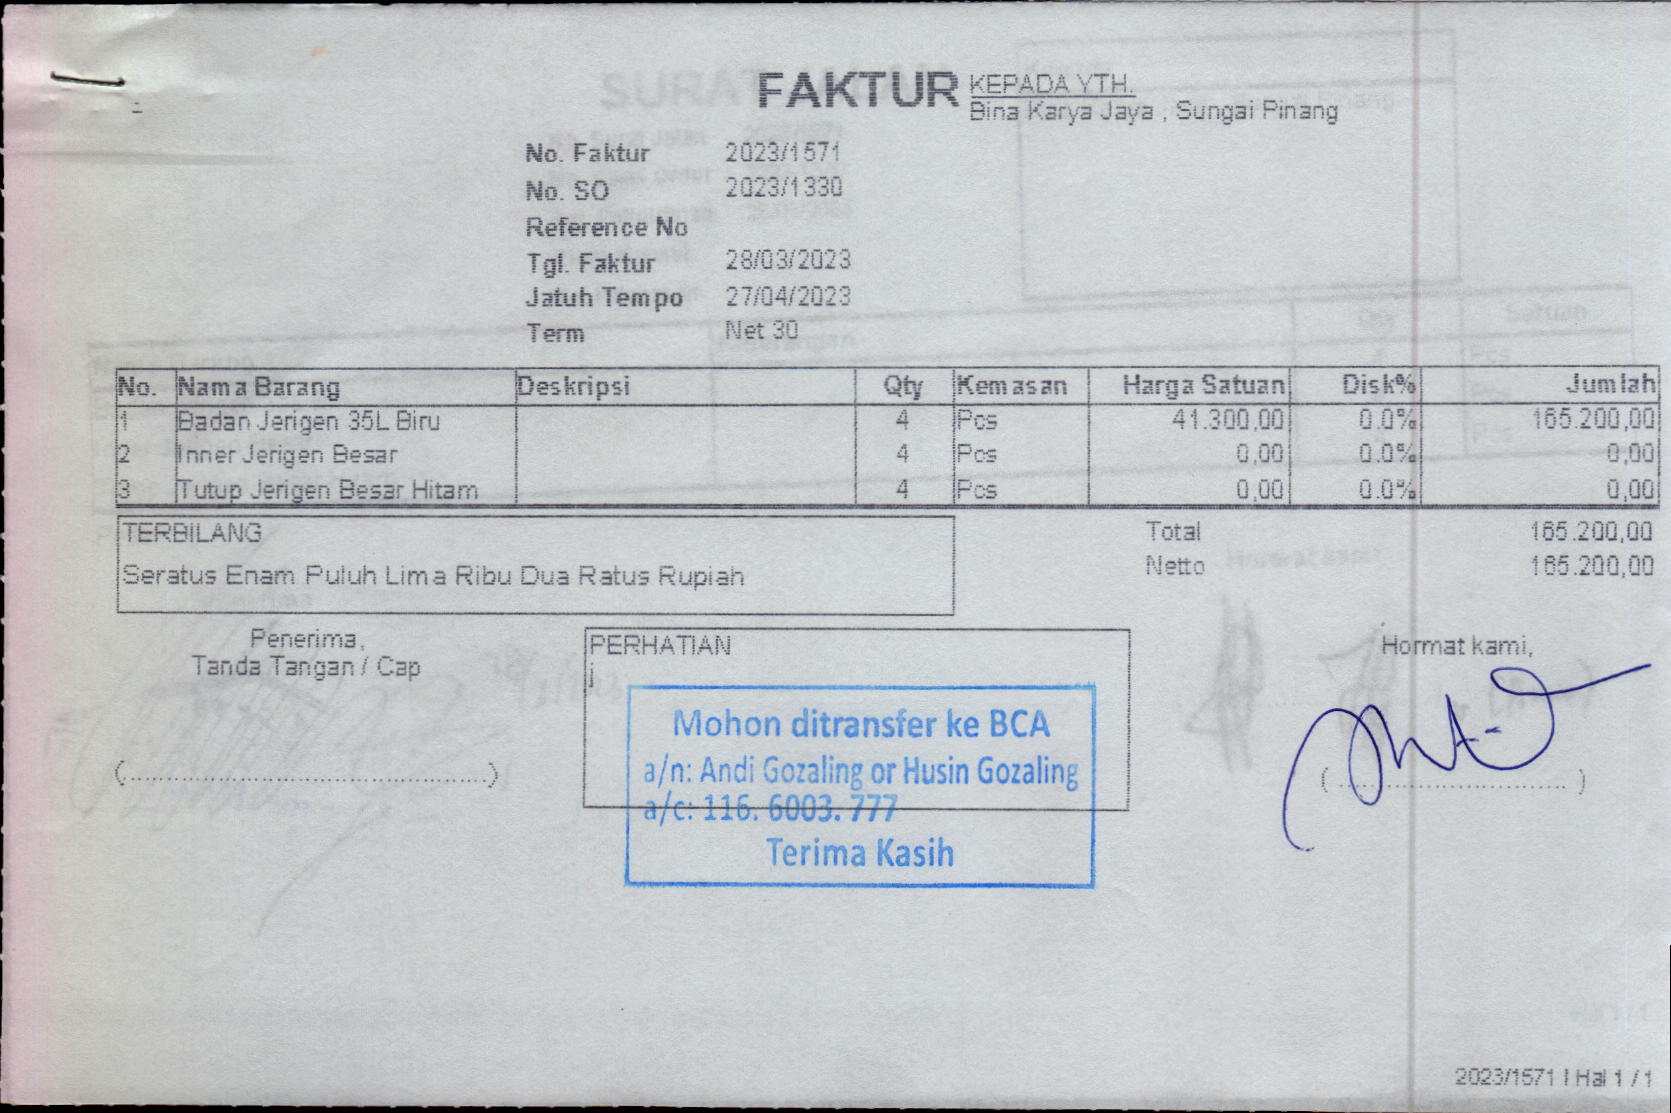 FAKTUR
KEPADA YTH.
Bina Karya Jaya , Sungai Pinang
No. Faktur 2023/1571
No. SO 2023/1330
Reference No
Tgl. Faktur 28/03/2023
Jatuh Tempo 27/04/2023
Term Net 30
No. Nama Barang Deskripsi Qty Kemasan Harga Satuan Disk% Jumlah
1 Badan Jerigen 35L Biru 4 Pcs 41.300,00 0.0% 165.200,00
2 Inner Jerigen Besar 4 Pcs 0,00 0.0% 0,00
3 Tutup Jerigen Besar Hitam 4 Pcs 0,00 0.0% 0,00
TERBILANG
Seratus Enam Puluh Lima Ribu Dua Ratus Rupiah
Total 165.200,00
Netto 165.200,00
Penerima,
Tanda Tangan / Cap
(........................................................)
PERHATIAN
j
Mohon ditransfer ke BCA
a/n: Andi Gozaling or Husin Gozaling
a/c: 116. 6003. 777
Terima Kasih
Hormat kami,
(...................................)
2023/1571 | Hal 1 / 1